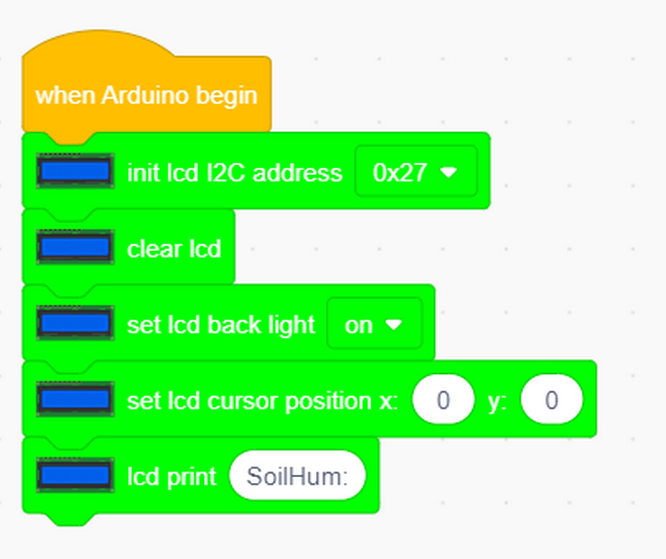 when Arduino begin
init lcd I2C address 0x27
clear lcd
set lcd back light on
set lcd cursor position x: 0 y: 0
lcd print SoilHum: